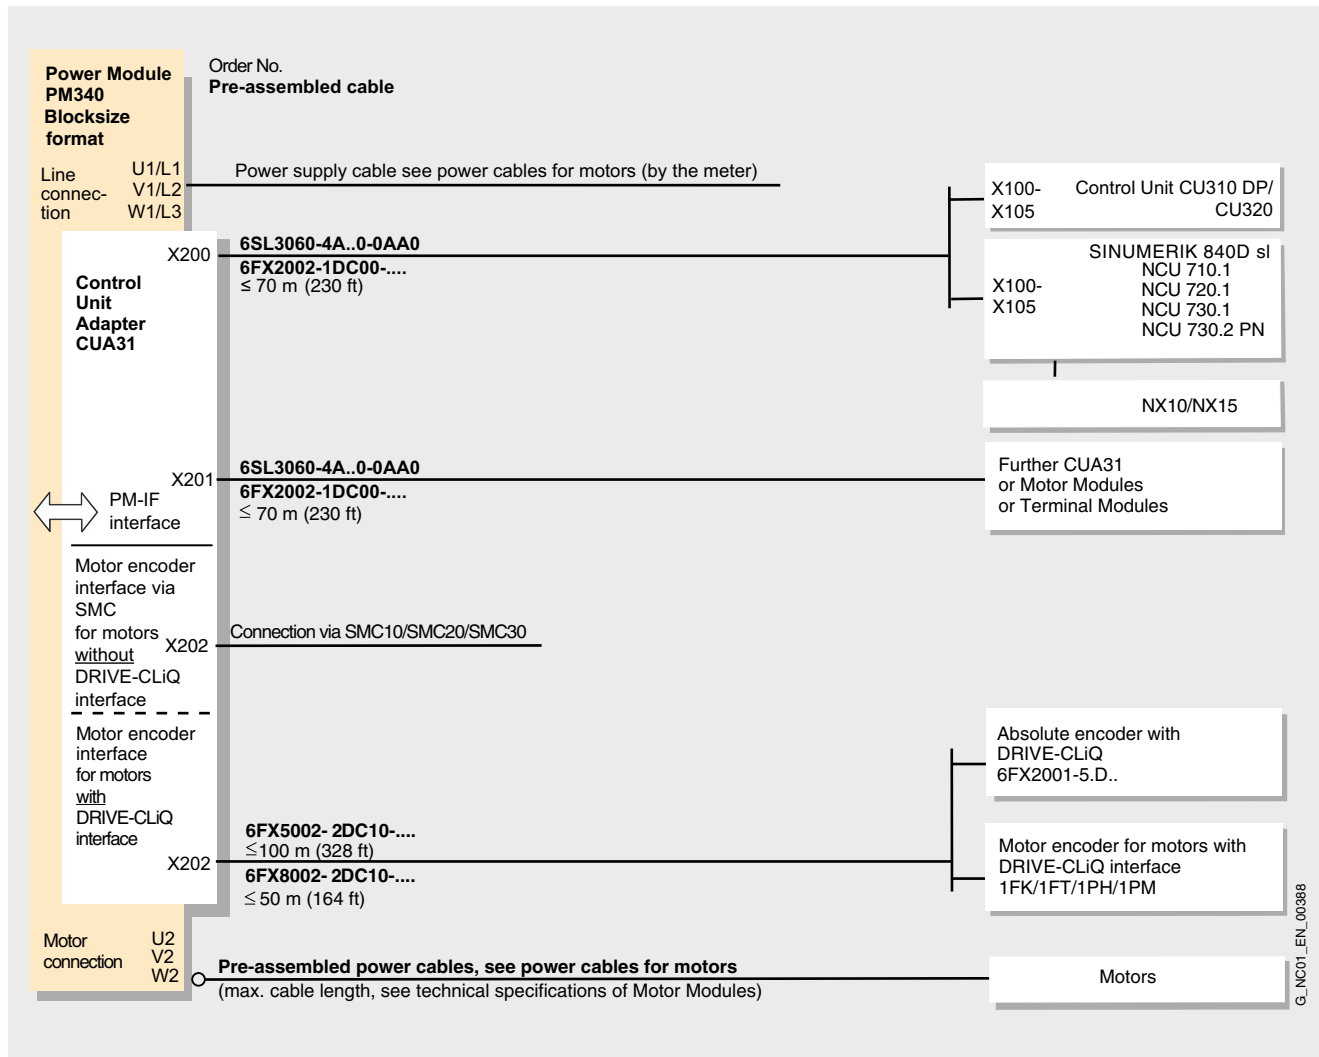 Power Module
PM340
Blocksize
format
Order No.
Pre-assembled cable
Line
connec-
tion
U1/L1
V1/L2
W1/L3
Power supply cable see power cables for motors (by the meter)
X100-
X105
Control Unit CU310 DP/
CU320
Control
Unit
Adapter
CUA31
X200
6SL3060-4A..0-0AA0
6FX2002-1DC00-....
≤ 70 m (230 ft)
X100-
X105
SINUMERIK 840D sl
NCU 710.1
NCU 720.1
NCU 730.1
NCU 730.2 PN
NX10/NX15
X201
6SL3060-4A..0-0AA0
6FX2002-1DC00-....
≤ 70 m (230 ft)
Further CUA31
or Motor Modules
or Terminal Modules
PM-IF
interface
Motor encoder
interface via
SMC
for motors
without
DRIVE-CLiQ
interface
X202
Connection via SMC10/SMC20/SMC30
Motor encoder
interface
for motors
with
DRIVE-CLiQ
interface
X202
6FX5002- 2DC10-....
≤100 m (328 ft)
6FX8002- 2DC10-....
≤ 50 m (164 ft)
Absolute encoder with
DRIVE-CLiQ
6FX2001-5.D..
Motor encoder for motors with
DRIVE-CLiQ interface
1FK/1FT/1PH/1PM
Motor
connection
U2
V2
W2
Pre-assembled power cables, see power cables for motors
(max. cable length, see technical specifications of Motor Modules)
Motors
G_NC01_EN_00388